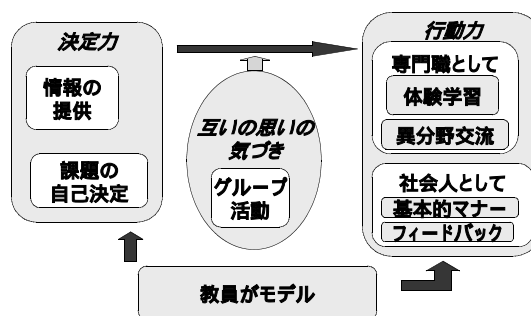 決定力
情報の
提供
課題の
自己決定
互いの思いの
気づき
グループ
活動
行動力
専門職として
体験学習
異分野交流
社会人として
基本的マナー
フィードバック
教員がモデル